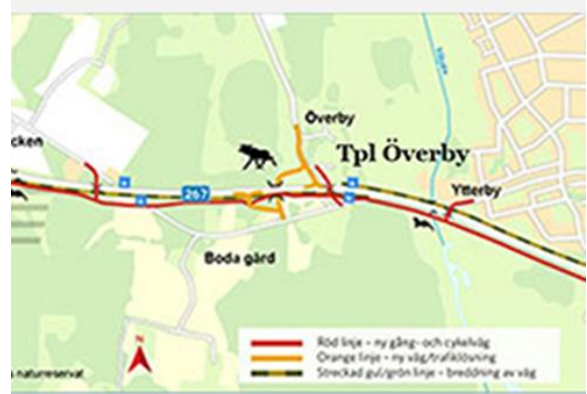 Överby
cken
Tpl Överby
267
Ytterby
Boda gård
N
Röd linje - ny gång- och cykelväg
Orange linje - ny väg/trafiklösning
Streckad gul/grön linje - breddning av väg
naturreservat